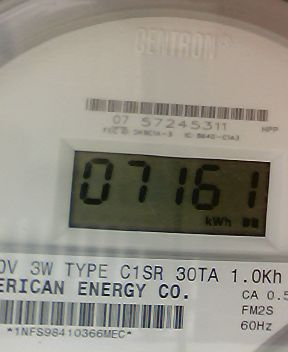 CENTRON®
07 57245311
HPP
07161
kWh
0V 3W TYPE C1SR 30TA 1.0Kh
ERICAN ENERGY CO.
CA 0.5
FM2S
60Hz
*1NFS98410366MEC*